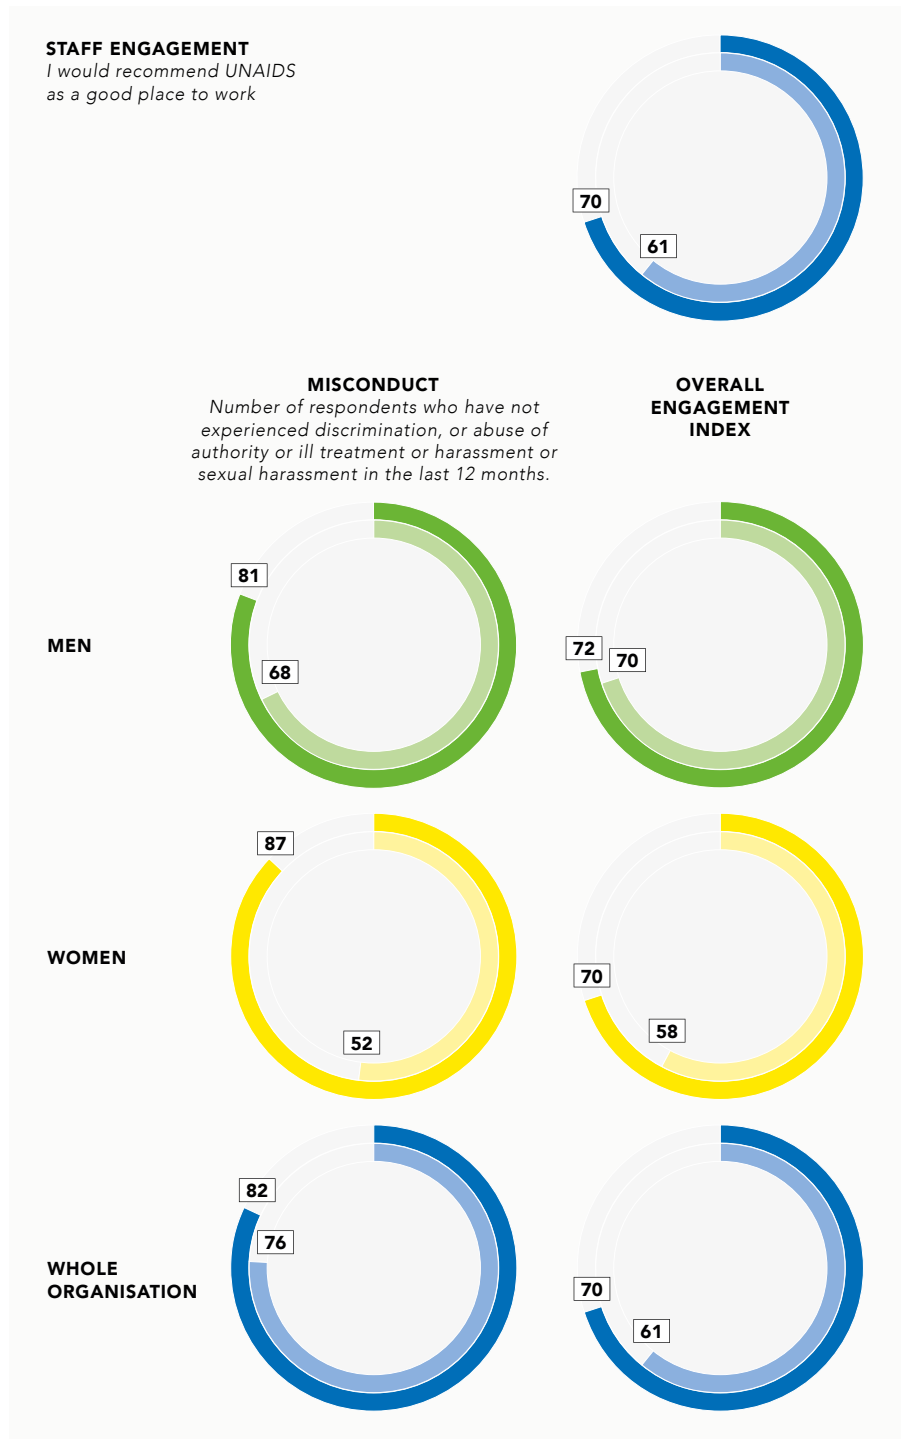 STAFF ENGAGEMENT
I would recommend UNAIDS
as a good place to work
70
61
MISCONDUCT
Number of respondents who have not
experienced discrimination, or abuse of
authority or ill treatment or harassment or
sexual harassment in the last 12 months.
OVERALL
ENGAGEMENT
INDEX
MEN
81
68
72
70
WOMEN
87
52
70
58
WHOLE
ORGANISATION
82
76
70
61